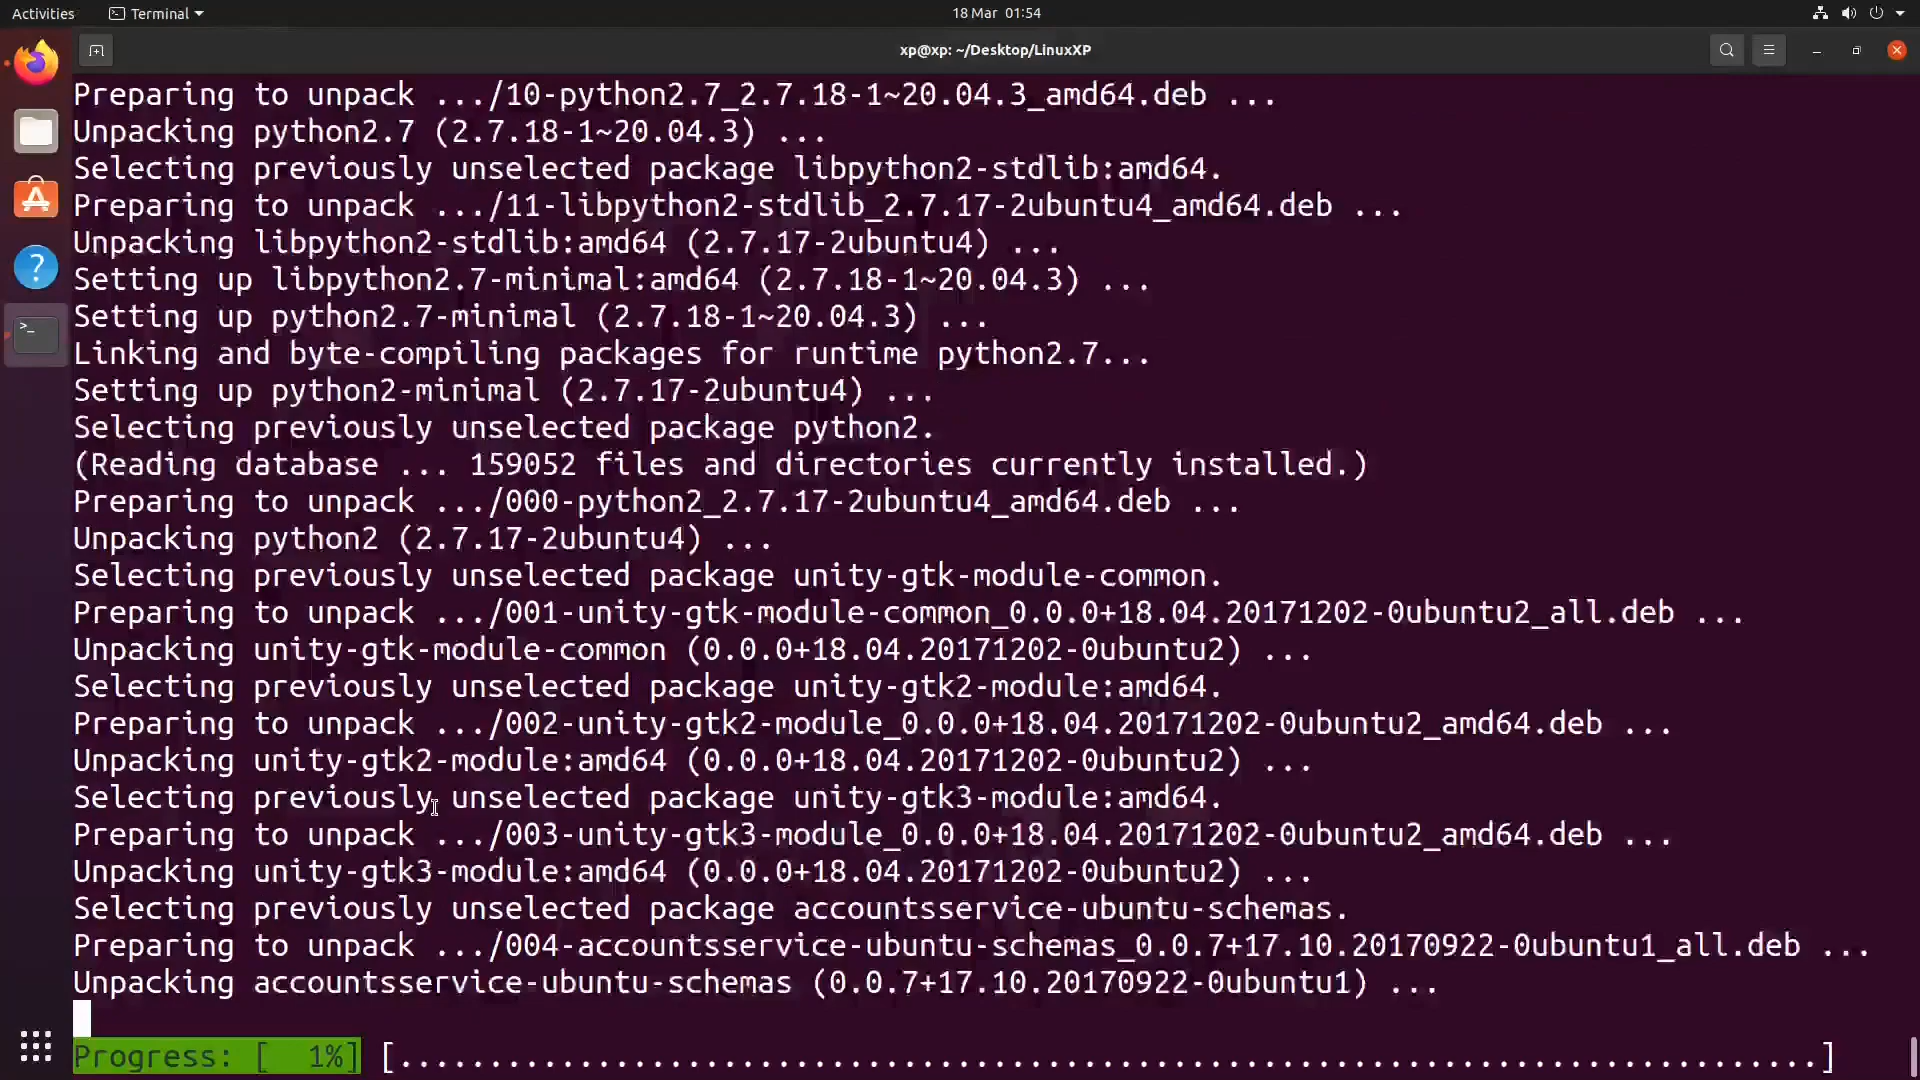 Activities Terminal 18 Mar 01:54
xp@xp: ~/Desktop/LinuxXP
Preparing to unpack .../10-python2.7_2.7.18-1~20.04.3_amd64.deb ...
Unpacking python2.7 (2.7.18-1~20.04.3) ...
Selecting previously unselected package libpython2-stdlib:amd64.
Preparing to unpack .../11-libpython2-stdlib_2.7.17-2ubuntu4_amd64.deb ...
Unpacking libpython2-stdlib:amd64 (2.7.17-2ubuntu4) ...
Setting up libpython2.7-minimal:amd64 (2.7.18-1~20.04.3) ...
Setting up python2.7-minimal (2.7.18-1~20.04.3) ...
Linking and byte-compiling packages for runtime python2.7...
Setting up python2-minimal (2.7.17-2ubuntu4) ...
Selecting previously unselected package python2.
(Reading database ... 159052 files and directories currently installed.)
Preparing to unpack .../000-python2_2.7.17-2ubuntu4_amd64.deb ...
Unpacking python2 (2.7.17-2ubuntu4) ...
Selecting previously unselected package unity-gtk-module-common.
Preparing to unpack .../001-unity-gtk-module-common_0.0.0+18.04.20171202-0ubuntu2_all.deb ...
Unpacking unity-gtk-module-common (0.0.0+18.04.20171202-0ubuntu2) ...
Selecting previously unselected package unity-gtk2-module:amd64.
Preparing to unpack .../002-unity-gtk2-module_0.0.0+18.04.20171202-0ubuntu2_amd64.deb ...
Unpacking unity-gtk2-module:amd64 (0.0.0+18.04.20171202-0ubuntu2) ...
Selecting previously unselected package unity-gtk3-module:amd64.
Preparing to unpack .../003-unity-gtk3-module_0.0.0+18.04.20171202-0ubuntu2_amd64.deb ...
Unpacking unity-gtk3-module:amd64 (0.0.0+18.04.20171202-0ubuntu2) ...
Selecting previously unselected package accountsservice-ubuntu-schemas.
Preparing to unpack .../004-accountsservice-ubuntu-schemas_0.0.7+17.10.20170922-0ubuntu1_all.deb ...
Unpacking accountsservice-ubuntu-schemas (0.0.7+17.10.20170922-0ubuntu1) ...
Progress: [  1%] [...............................................................................]